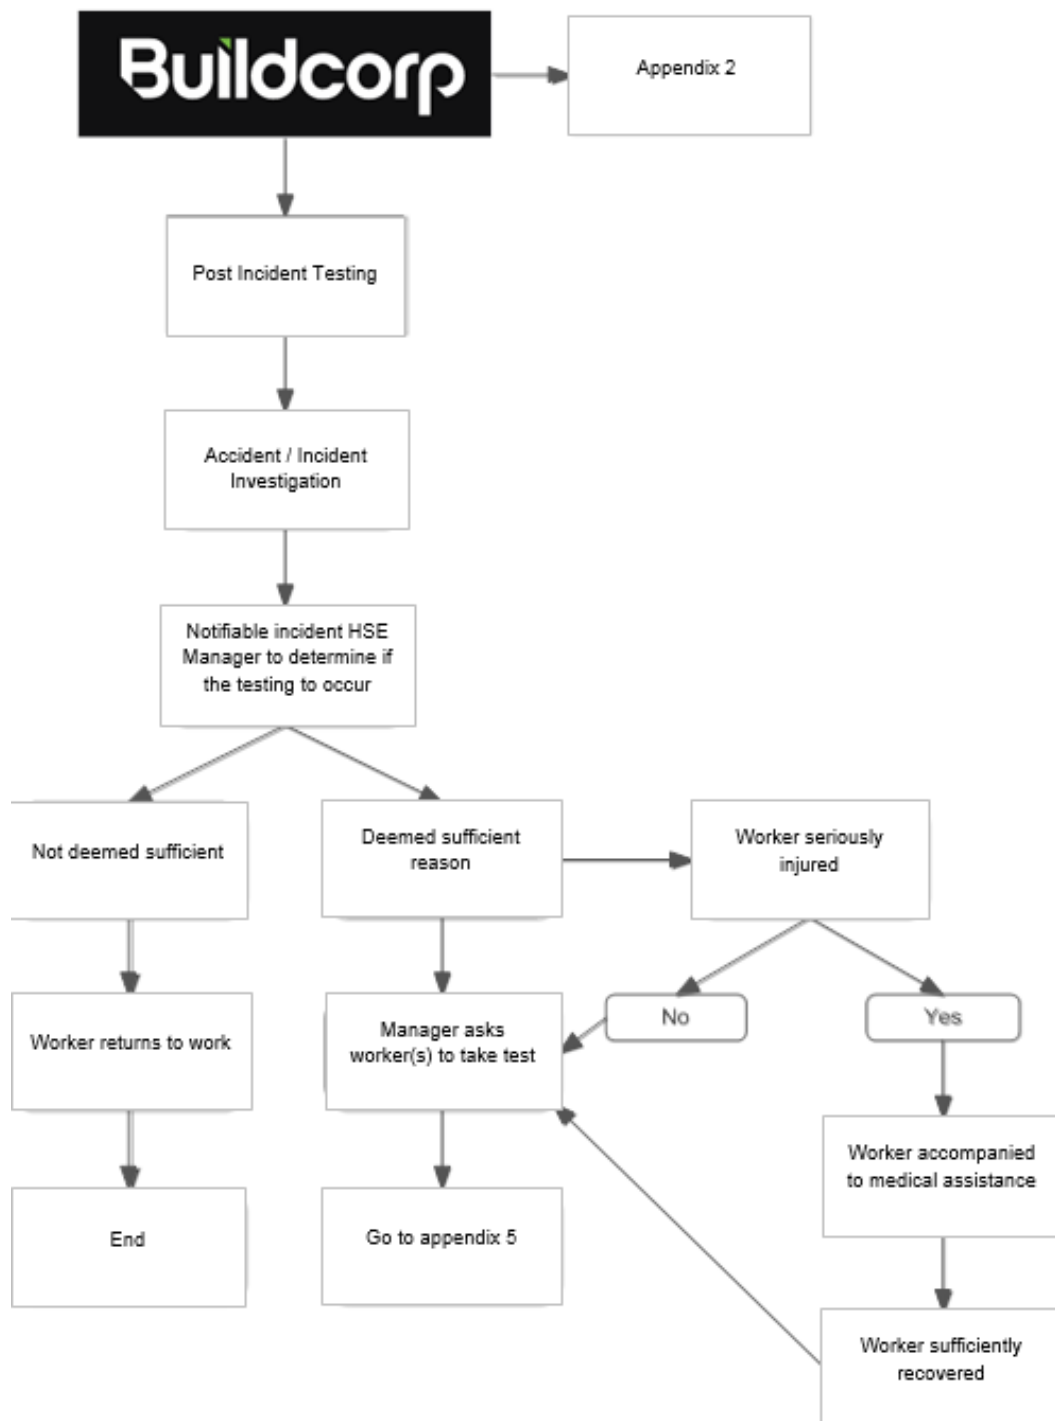 Buildcorp
Appendix 2
Post Incident Testing
Accident / Incident
Investigation
Notifiable incident HSE
Manager to determine if
the testing to occur
Not deemed sufficient
Deemed sufficient
reason
Worker seriously
injured
Worker returns to work
Manager asks
worker(s) to take test
No
Yes
Worker accompanied
to medical assistance
End
Go to appendix 5
Worker sufficiently
recovered